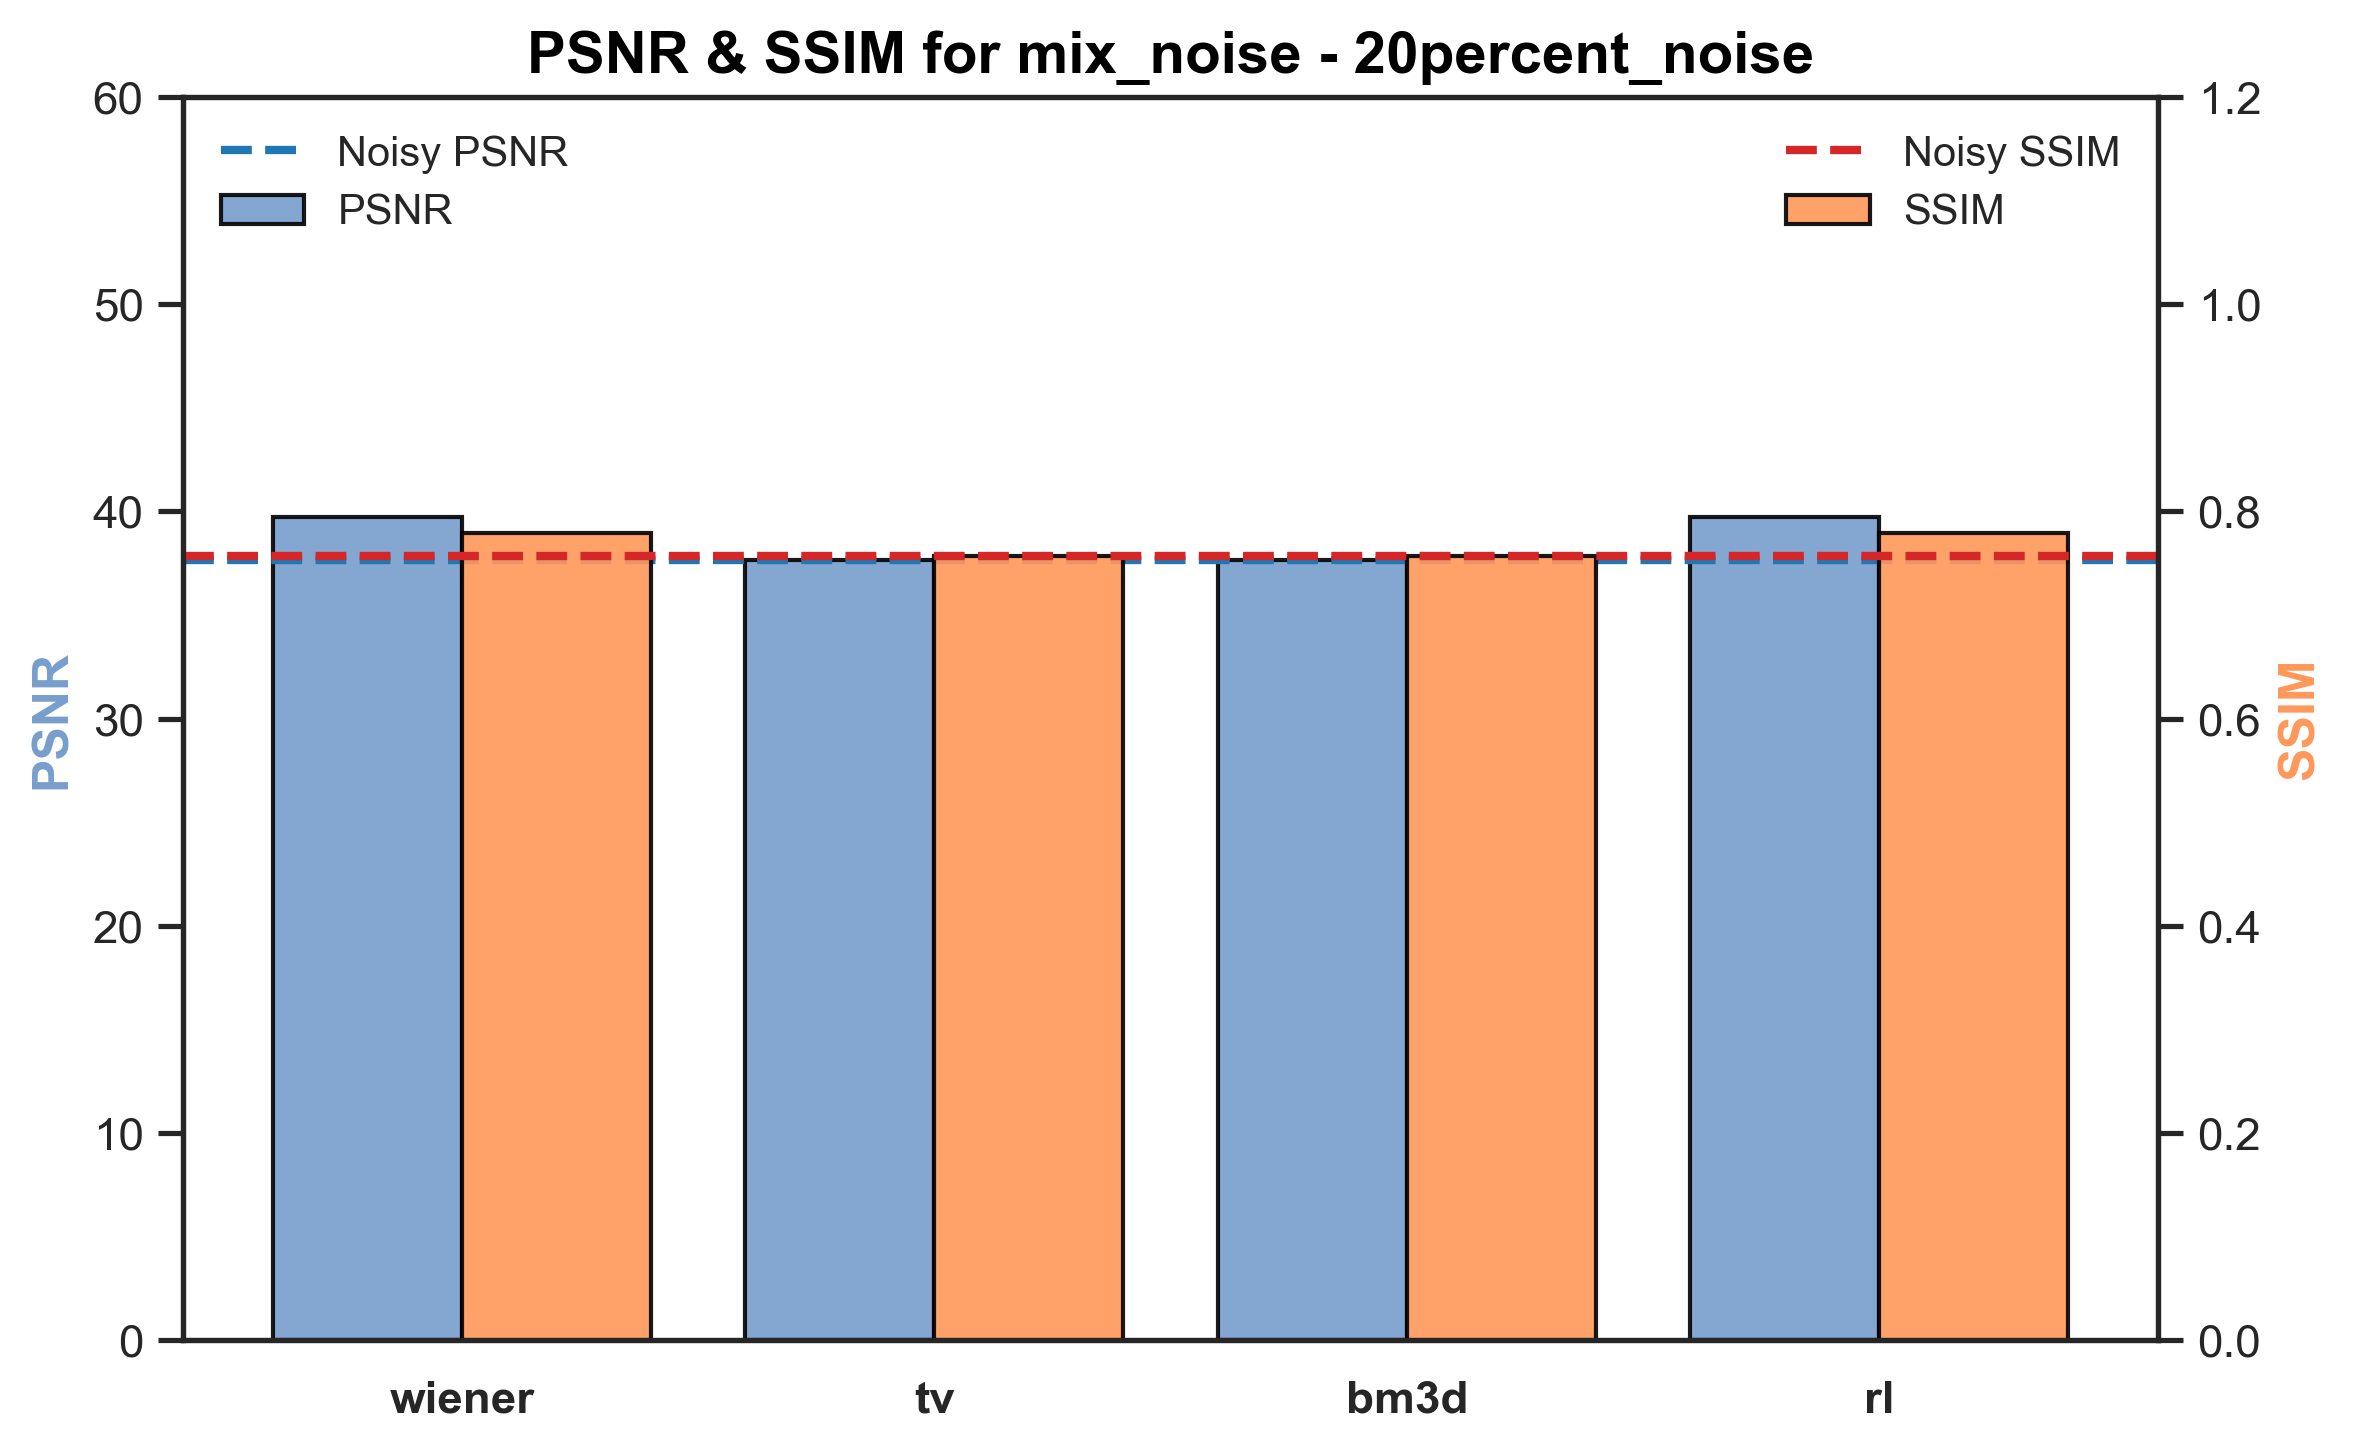 PSNR & SSIM for mix_noise - 20percent_noise
60
50
40
30
20
10
0
PSNR
Noisy PSNR
PSNR
Noisy SSIM
SSIM
1.2
1.0
0.8
0.6
0.4
0.2
0.0
SSIM
wiener
tv
bm3d
rl